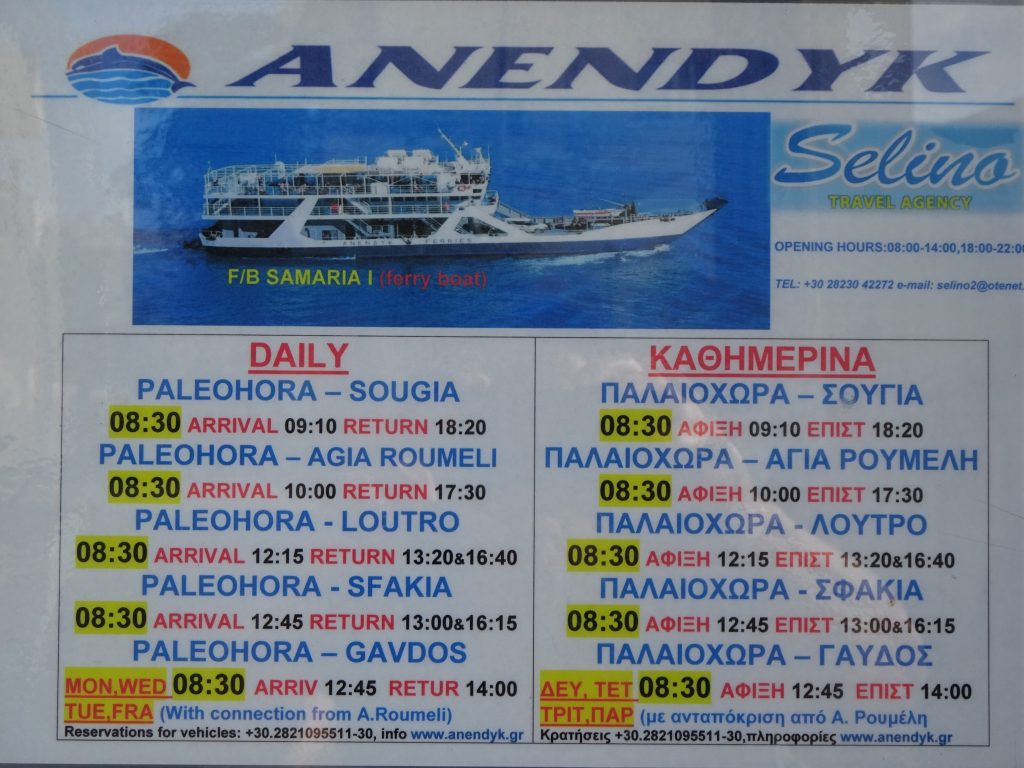 ANENDYK
Selino
TRAVEL AGENCY
OPENING HOURS:08:00-14:00,18:00-22:00
TEL: +30 28230 42272 e-mail: selino2@otenet.
ANENDYK FERRIES
F/B SAMARIA I (ferry boat)
DAILY
PALEOHORA – SOUGIA
08:30 ARRIVAL 09:10 RETURN 18:20
PALEOHORA – AGIA ROUMELI
08:30 ARRIVAL 10:00 RETURN 17:30
PALEOHORA - LOUTRO
08:30 ARRIVAL 12:15 RETURN 13:20&16:40
PALEOHORA - SFAKIA
08:30 ARRIVAL 12:45 RETURN 13:00&16:15
PALEOHORA – GAVDOS
MON,WED 08:30 ARRIV 12:45 RETUR 14:00
TUE,FRA (With connection from A.Roumeli)
Reservations for vehicles: +30.2821095511-30, info www.anendyk.gr
ΚΑΘΗΜΕΡΙΝΑ
ΠΑΛΑΙΟΧΩΡΑ – ΣΟΥΓΙΑ
08:30 ΑΦΙΞΗ 09:10 ΕΠΙΣΤ 18:20
ΠΑΛΑΙΟΧΩΡΑ – ΑΓΙΑ ΡΟΥΜΕΛΗ
08:30 ΑΦΙΞΗ 10:00 ΕΠΙΣΤ 17:30
ΠΑΛΑΙΟΧΩΡΑ - ΛΟΥΤΡΟ
08:30 ΑΦΙΞΗ 12:15 ΕΠΙΣΤ 13:20&16:40
ΠΑΛΑΙΟΧΩΡΑ - ΣΦΑΚΙΑ
08:30 ΑΦΙΞΗ 12:45 ΕΠΙΣΤ 13:00&16:15
ΠΑΛΑΙΟΧΩΡΑ – ΓΑΥΔΟΣ
ΔΕΥ, ΤΕΤ 08:30 ΑΦΙΞΗ 12:45 ΕΠΙΣΤ 14:00
ΤΡΙΤ,ΠΑΡ (με ανταπόκριση από Α. Ρουμέλη
Κρατήσεις +30.2821095511-30,πληροφορίες www.anendyk.gr